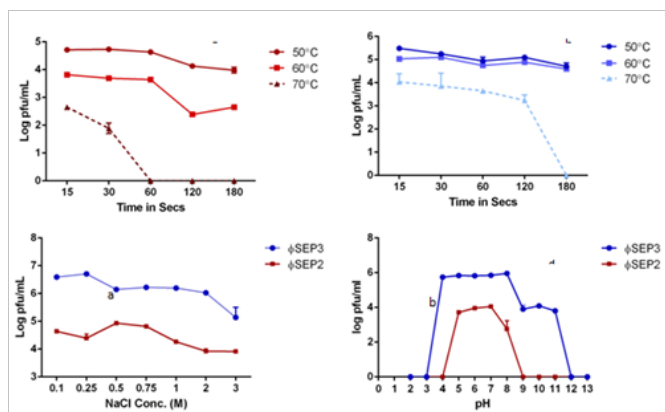 5
4
3
2
1
0
Log pfu/mL
15 30 60 120 180
Time in Secs
50°C
60°C
70°C
6
5
4
3
2
1
0
Log pfu/mL
15 30 60 120 180
Time in Secs
50°C
60°C
70°C
8
7
6
5
4
3
2
Log pfu/mL
a
0.1 0.25 0.5 0.75 1 2 3
NaCl Conc. (M)
ϕSEP3
ϕSEP2
8
6
4
2
0
log pfu/ml
b
0 1 2 3 4 5 6 7 8 9 10 11 12 13
pH
ϕSEP3
ϕSEP2